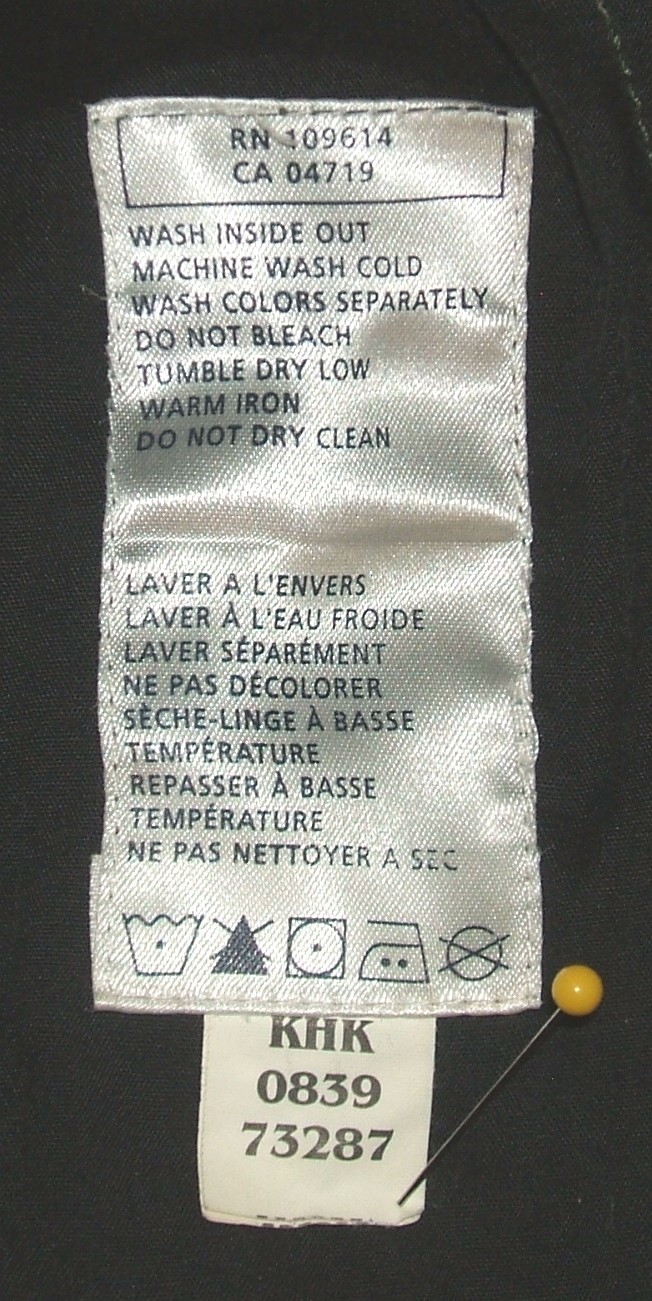 RN 109614
CA 04719
WASH INSIDE OUT
MACHINE WASH COLD
WASH COLORS SEPARATELY
DO NOT BLEACH
TUMBLE DRY LOW
WARM IRON
DO NOT DRY CLEAN
LAVER A L'ENVERS
LAVER À L'EAU FROIDE
LAVER SÉPARÉMENT
NE PAS DÉCOLORER
SÈCHE-LINGE À BASSE
TEMPÉRATURE
REPASSER À BASSE
TEMPÉRATURE
NE PAS NETTOYER A SEC
KHK
0839
73287